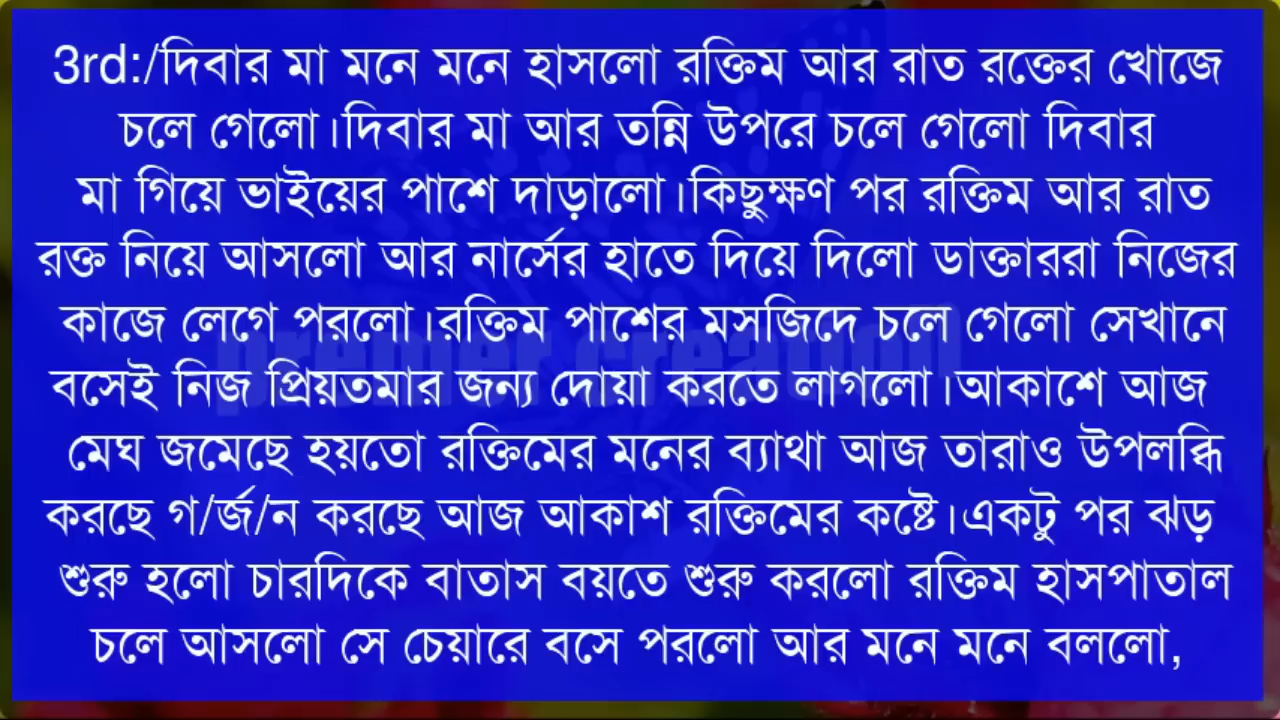 3rd:/দিবার মা মনে মনে হাসলো রক্তিম আর রাত রক্তের খোজে
চলে গেলো।দিবার মা আর তন্নি উপরে চলে গেলো দিবার
মা গিয়ে ভাইয়ের পাশে দাড়ালো।কিছুক্ষণ পর রক্তিম আর রাত
রক্ত নিয়ে আসলো আর নার্সের হাতে দিয়ে দিলো ডাক্তাররা নিজের
কাজে লেগে পরলো।রক্তিম পাশের মসজিদে চলে গেলো সেখানে
বসেই নিজ প্রিয়তমার জন্য দোয়া করতে লাগলো।আকাশে আজ
মেঘ জমেছে হয়তো রক্তিমের মনের ব্যাথা আজ তারাও উপলব্ধি
করছে গ/র্জ/ন করছে আজ আকাশ রক্তিমের কষ্টে।একটু পর ঝড়
শুরু হলো চারদিকে বাতাস বয়তে শুরু করলো রক্তিম হাসপাতাল
চলে আসলো সে চেয়ারে বসে পরলো আর মনে মনে বললো,
premer creation